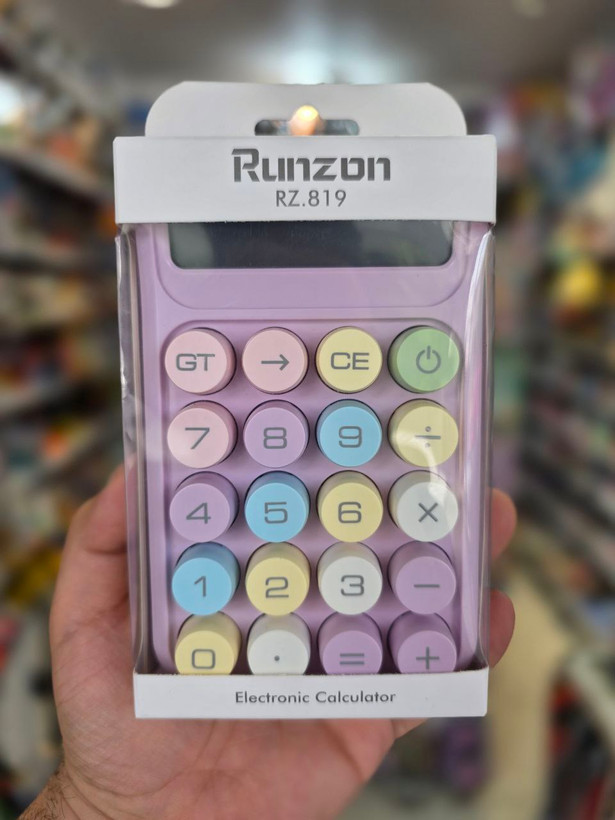 Runzon
RZ.819
GT → CE
7 8 9 ÷
4 5 6 ×
1 2 3 −
0 . = +
Electronic Calculator